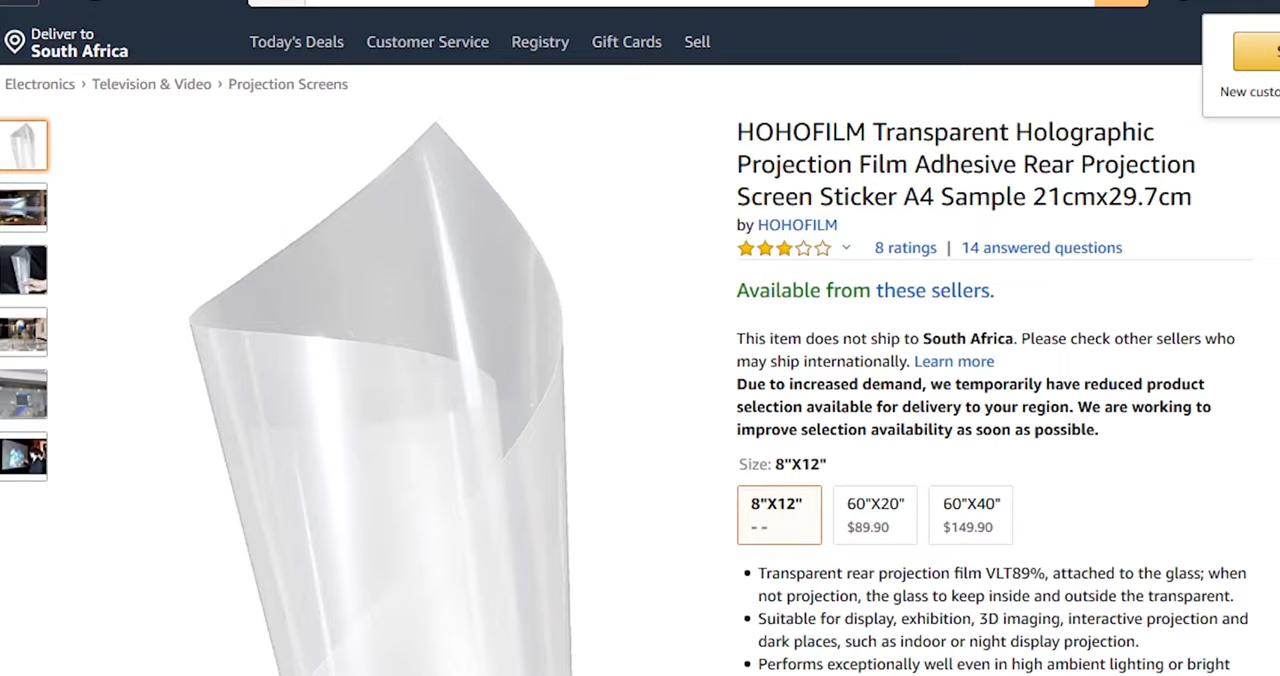 Deliver to
South Africa
Today's Deals Customer Service Registry Gift Cards Sell
New custo
Electronics › Television & Video › Projection Screens
HOHOFILM Transparent Holographic
Projection Film Adhesive Rear Projection
Screen Sticker A4 Sample 21cmx29.7cm
by HOHOFILM
8 ratings | 14 answered questions
Available from these sellers.
This item does not ship to South Africa. Please check other sellers who
may ship internationally. Learn more
Due to increased demand, we temporarily have reduced product
selection available for delivery to your region. We are working to
improve selection availability as soon as possible.
Size: 8"X12"
8"X12" 60"X20" 60"X40"
- - $89.90 $149.90
• Transparent rear projection film VLT89%, attached to the glass; when
not projection, the glass to keep inside and outside the transparent.
• Suitable for display, exhibition, 3D imaging, interactive projection and
dark places, such as indoor or night display projection.
• Performs exceptionally well even in high ambient lighting or bright